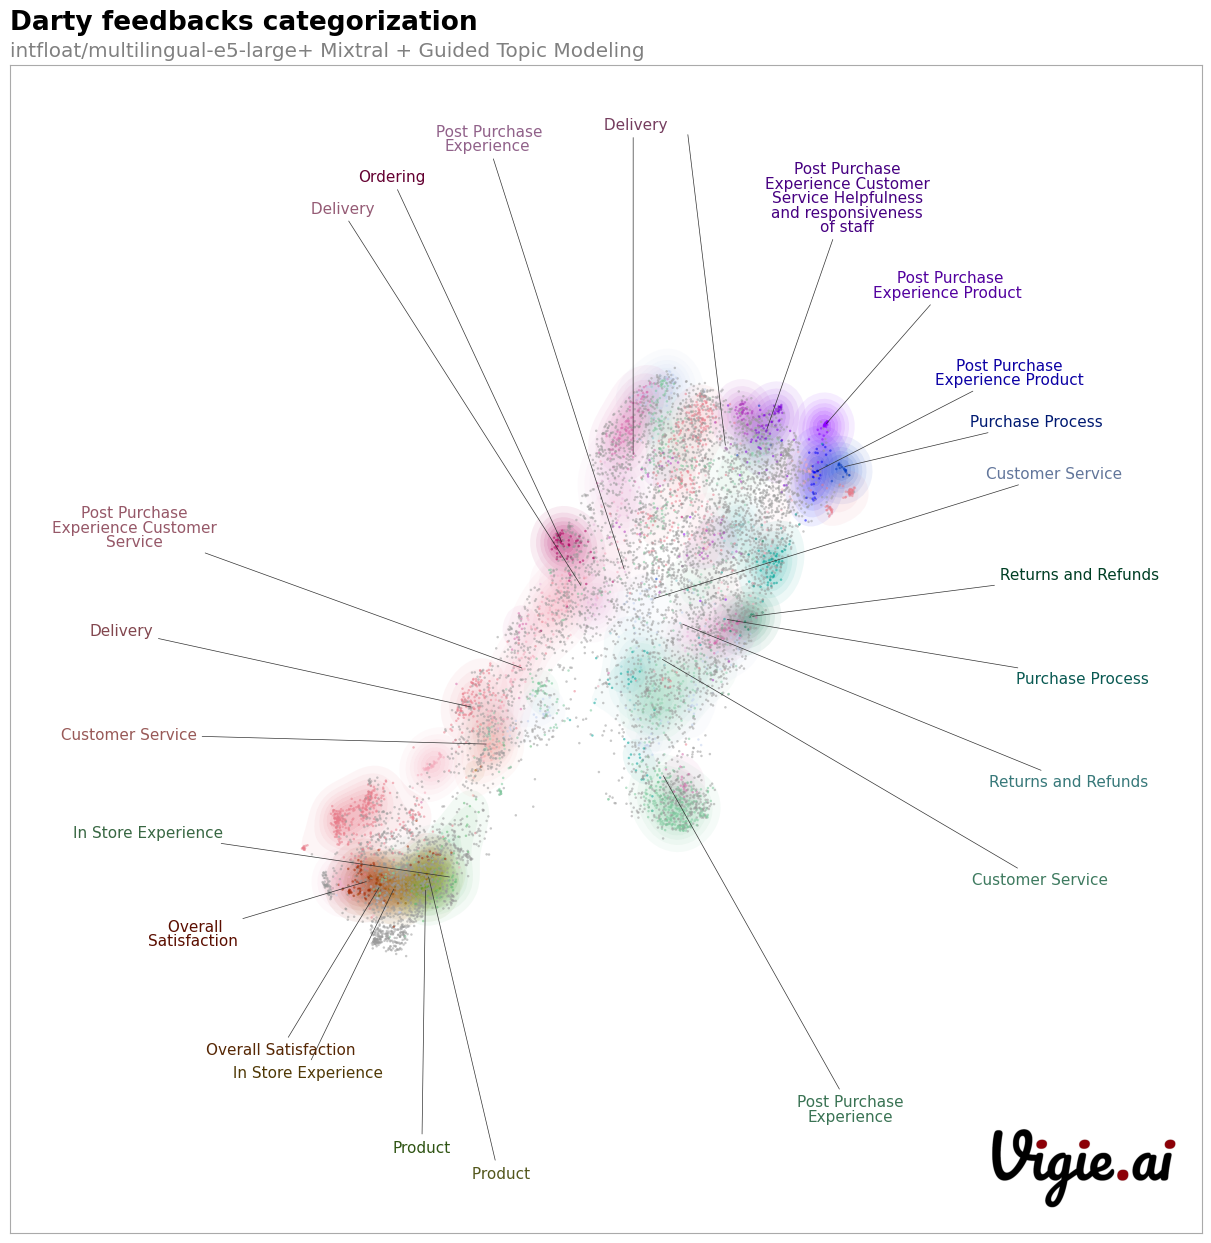 Darty feedbacks categorization
intfloat/multilingual-e5-large+ Mixtral + Guided Topic Modeling
Delivery
Post Purchase
Experience
Ordering
Delivery
Post Purchase
Experience Customer
Service Helpfulness
and responsiveness
of staff
Post Purchase
Experience Product
Post Purchase
Experience Product
Purchase Process
Customer Service
Post Purchase
Experience Customer
Service
Returns and Refunds
Delivery
Purchase Process
Customer Service
Returns and Refunds
In Store Experience
Customer Service
Overall
Satisfaction
Overall Satisfaction
In Store Experience
Post Purchase
Experience
Product
Product
Vigie.ai